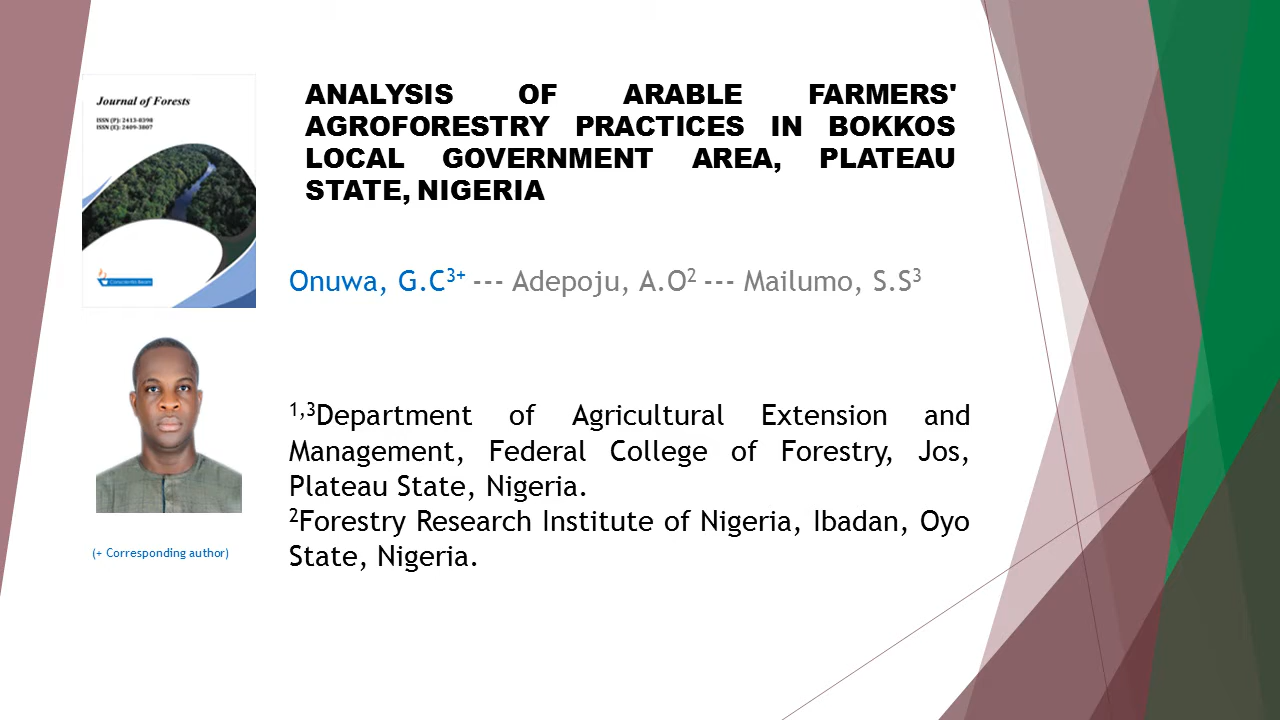 Journal of Forests
ISSN (P): 2413-8398
ISSN (E): 2409-3807
Conscientia Beam
ANALYSIS OF ARABLE FARMERS'
AGROFORESTRY PRACTICES IN BOKKOS
LOCAL GOVERNMENT AREA, PLATEAU
STATE, NIGERIA
Onuwa, G.C3+ --- Adepoju, A.O2 --- Mailumo, S.S3
1,3Department of Agricultural Extension and
Management, Federal College of Forestry, Jos,
Plateau State, Nigeria.
2Forestry Research Institute of Nigeria, Ibadan, Oyo
State, Nigeria.
(+ Corresponding author)